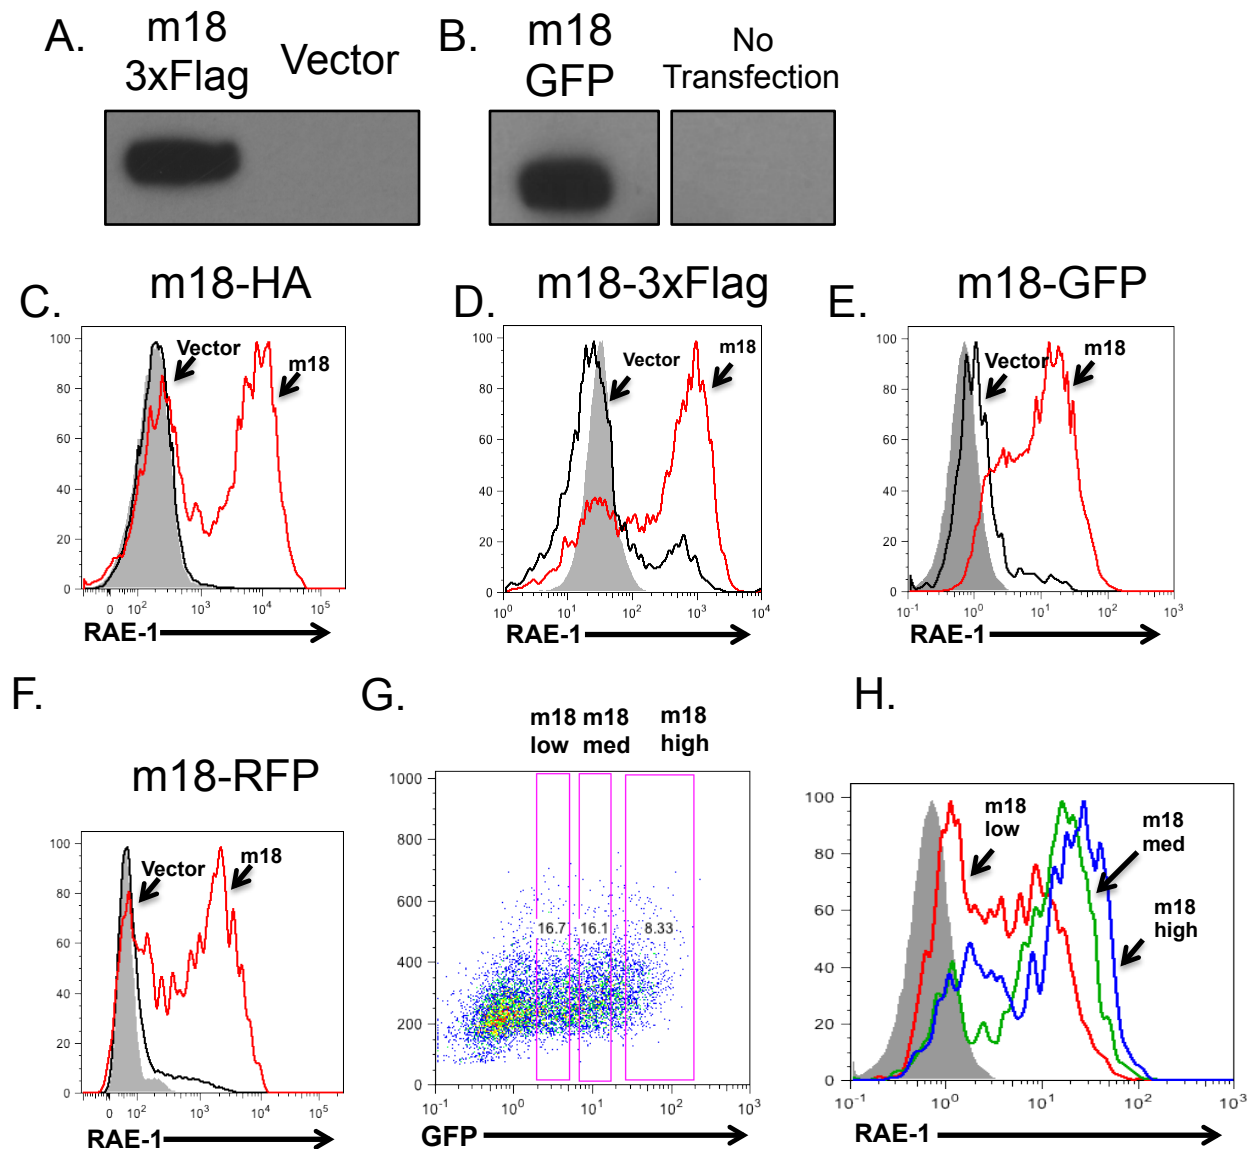 A.
m18
3xFlag
Vector
B.
m18
GFP
No
Transfection
C.
m18-HA
100
80
60
40
20
0
Vector
m18
0 10² 10³ 10⁴ 10⁵
RAE-1
D.
m18-3xFlag
100
80
60
40
20
0
Vector
m18
10⁰ 10¹ 10² 10³ 10⁴
RAE-1
E.
m18-GFP
100
80
60
40
20
0
Vector
m18
10⁻¹ 10⁰ 10¹ 10² 10³
RAE-1
F.
m18-RFP
100
80
60
40
20
0
Vector
m18
0 10² 10³ 10⁴ 10⁵
RAE-1
G.
m18
low
m18
med
m18
high
1000
800
600
400
200
0
16.7
16.1
8.33
10⁻¹ 10⁰ 10¹ 10² 10³
GFP
H.
100
80
60
40
20
0
m18
low
m18
med
m18
high
10⁻¹ 10⁰ 10¹ 10² 10³
RAE-1